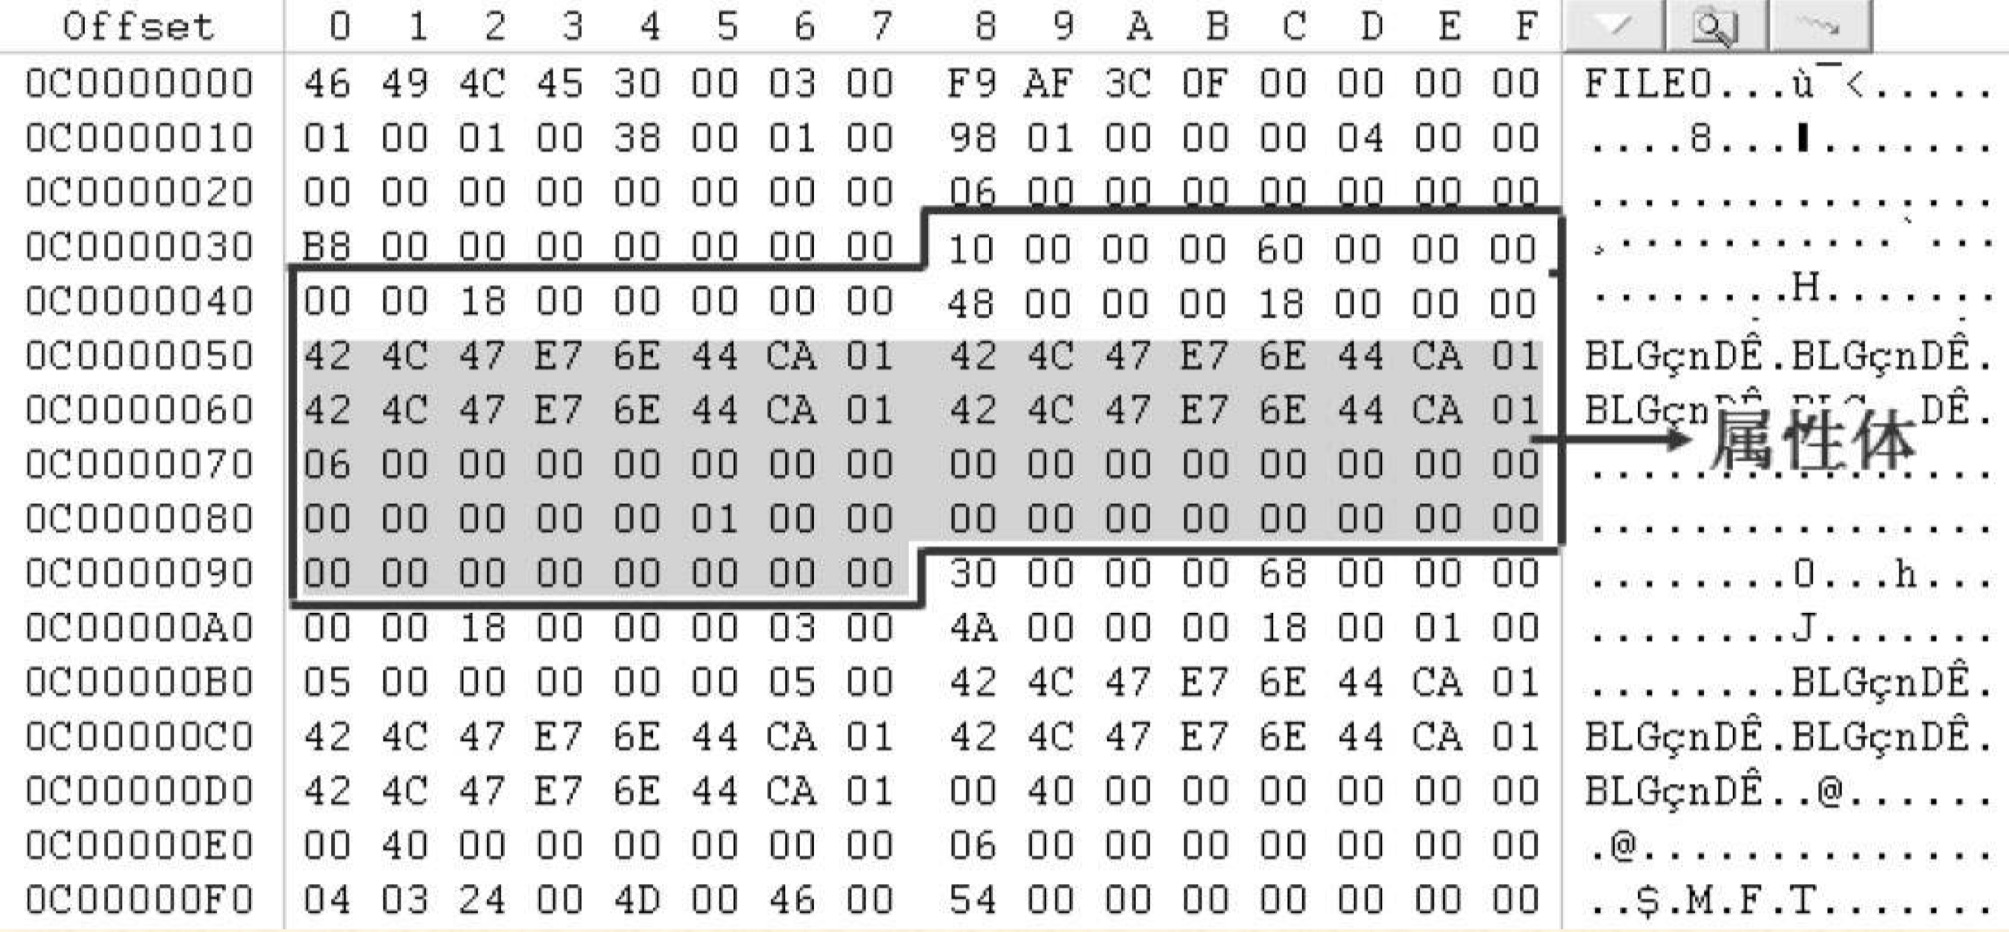 Offset 0 1 2 3 4 5 6 7 8 9 A B C D E F
0C0000000 46 49 4C 45 30 00 03 00 F9 AF 3C 0F 00 00 00 00 FILE0...ù¯<.....
0C0000010 01 00 01 00 38 00 01 00 98 01 00 00 00 04 00 00 ....8...▌.......
0C0000020 00 00 00 00 00 00 00 00 06 00 00 00 00 00 00 00 ................
0C0000030 B8 00 00 00 00 00 00 00 10 00 00 00 60 00 00 00 ¸...........`...
0C0000040 00 00 18 00 00 00 00 00 48 00 00 00 18 00 00 00 ........H.......
0C0000050 42 4C 47 E7 6E 44 CA 01 42 4C 47 E7 6E 44 CA 01 BLGçnDÊ.BLGçnDÊ.
0C0000060 42 4C 47 E7 6E 44 CA 01 42 4C 47 E7 6E 44 CA 01 BLGçn DÊ.
属性体
0C0000070 06 00 00 00 00 00 00 00 00 00 00 00 00 00 00 00 ................
0C0000080 00 00 00 00 00 01 00 00 00 00 00 00 00 00 00 00 ................
0C0000090 00 00 00 00 00 00 00 00 30 00 00 00 68 00 00 00 ........0...h...
0C00000A0 00 00 18 00 00 00 03 00 4A 00 00 00 18 00 01 00 ........J.......
0C00000B0 05 00 00 00 00 00 05 00 42 4C 47 E7 6E 44 CA 01 ........BLGçnDÊ.
0C00000C0 42 4C 47 E7 6E 44 CA 01 42 4C 47 E7 6E 44 CA 01 BLGçnDÊ.BLGçnDÊ.
0C00000D0 42 4C 47 E7 6E 44 CA 01 00 40 00 00 00 00 00 00 BLGçnDÊ..@......
0C00000E0 00 40 00 00 00 00 00 00 06 00 00 00 00 00 00 00 .@..............
0C00000F0 04 03 24 00 4D 00 46 00 54 00 00 00 00 00 00 00 ..$.M.F.T.......